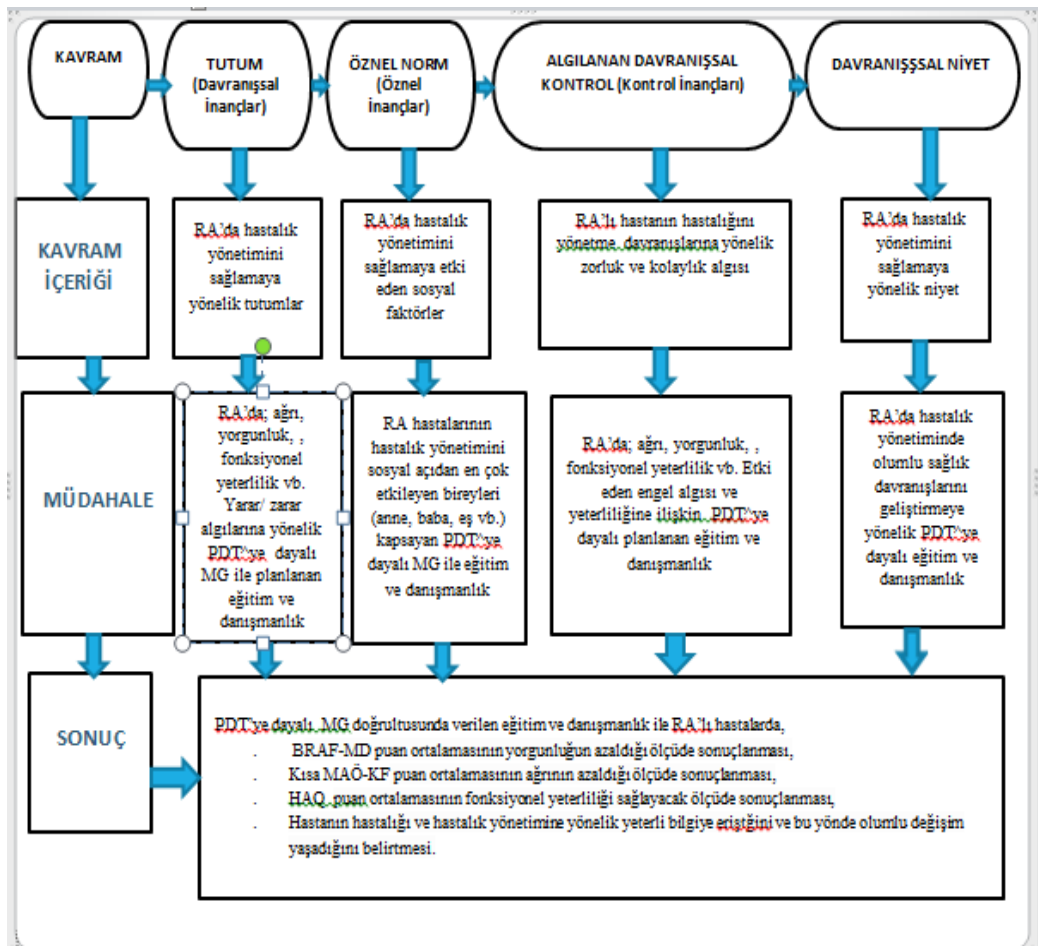 KAVRAM
TUTUM
(Davranışsal
İnançlar)
ÖZNEL NORM
(Öznel
İnançlar)
ALGILANAN DAVRANIŞSAL
KONTROL (Kontrol İnançları)
DAVRANIŞŞSAL NİYET
KAVRAM
İÇERİĞİ
RA'da hastalık
yönetimini
sağlamaya
yönelik tutumlar
RA'da hastalık
yönetimini
sağlamaya etki
eden sosyal
faktörler
RA'lı hastanın hastalığını
yönetme davranışlarına yönelik
zorluk ve kolaylık algısı
RA'da hastalık
yönetimini
sağlamaya
yönelik niyet
MÜDAHALE
RA'da; ağrı,
yorgunluk, ,
fonksiyonel
yeterlilik vb.
Yarar/ zarar
algılarına yönelik
PDT'ye dayalı
MG ile planlanan
eğitim ve
danışmanlık
RA hastalarının
hastalık yönetimini
sosyal açıdan en çok
etkileyen bireyleri
(anne, baba, eş vb.)
kapsayan PDT'ye
dayalı MG ile eğitim
ve danışmanlık
RA'da; ağrı, yorgunluk, ,
fonksiyonel yeterlilik vb. Etki
eden engel algısı ve
yeterliliğine ilişkin PDT'ye
dayalı planlanan eğitim ve
danışmanlık
RA'da hastalık
yönetiminde
olumlu sağlık
davranışlarını
geliştirmeye
yönelik PDT'ye
dayalı eğitim ve
danışmanlık
SONUÇ
PDT'ye dayalı MG doğrultusunda verilen eğitim ve danışmanlık ile RA'lı hastalarda,
. BRAF-MD puan ortalamasının yorgunluğun azaldığı ölçüde sonuçlanması,
. Kısa MAÖ-KF puan ortalamasının ağrının azaldığı ölçüde sonuçlanması,
. HAQ puan ortalamasının fonksiyonel yeterliliği sağlayacak ölçüde sonuçlanması,
. Hastanın hastalığı ve hastalık yönetimine yönelik yeterli bilgiye eriştğini ve bu yönde olumlu değişim
yaşadığını belirtmesi.